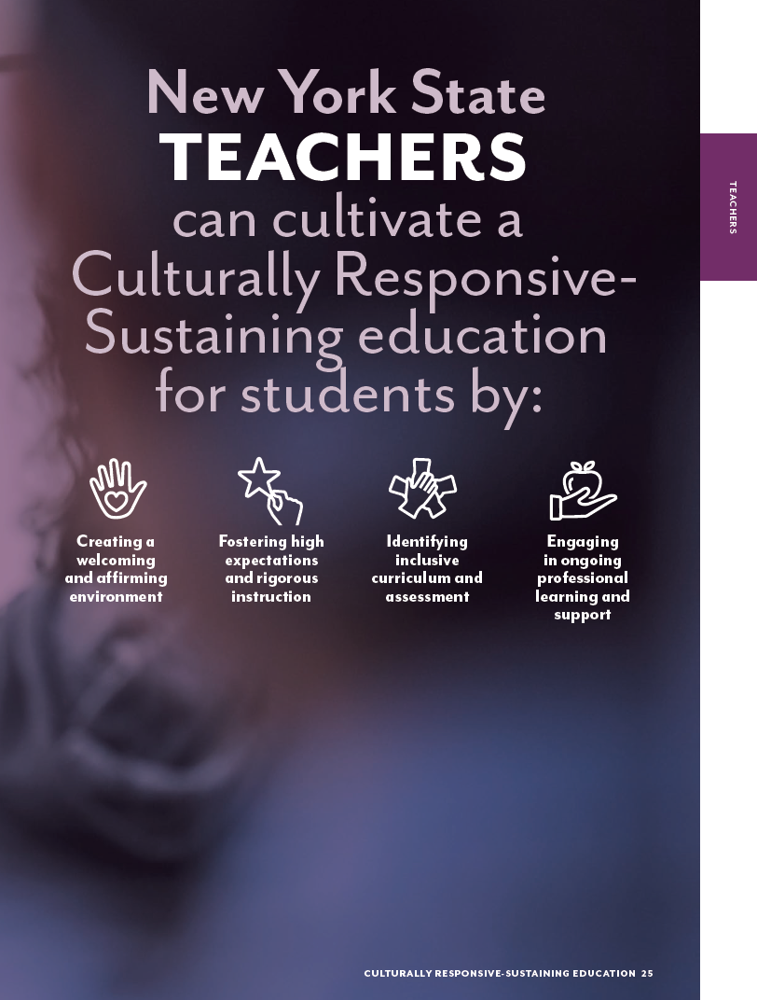 New York State
TEACHERS
can cultivate a
Culturally Responsive-
Sustaining education
for students by:
Creating a
welcoming
and affirming
environment
Fostering high
expectations
and rigorous
instruction
Identifying
inclusive
curriculum and
assessment
Engaging
in ongoing
professional
learning and
support
TEACHERS
CULTURALLY RESPONSIVE-SUSTAINING EDUCATION 25